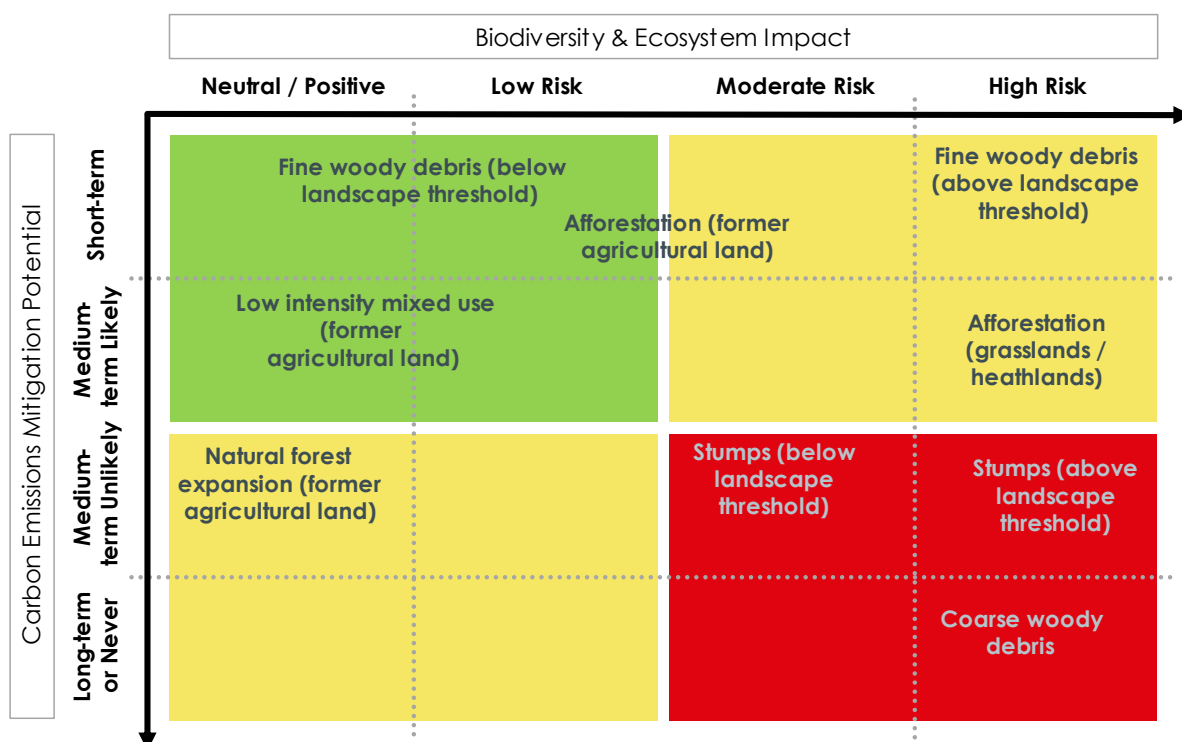 Biodiversity & Ecosystem Impact
Neutral / Positive
Low Risk
Moderate Risk
High Risk
Carbon Emissions Mitigation Potential
Short-term
Fine woody debris (below
landscape threshold)
Afforestation (former
agricultural land)
Fine woody debris
(above landscape
threshold)
Medium-
term Likely
Low intensity mixed use
(former
agricultural land)
Afforestation
(grasslands /
heathlands)
Medium-
term Unlikely
Natural forest
expansion (former
agricultural land)
Stumps (below
landscape
threshold)
Stumps (above
landscape
threshold)
Long-term
or Never
Coarse woody
debris